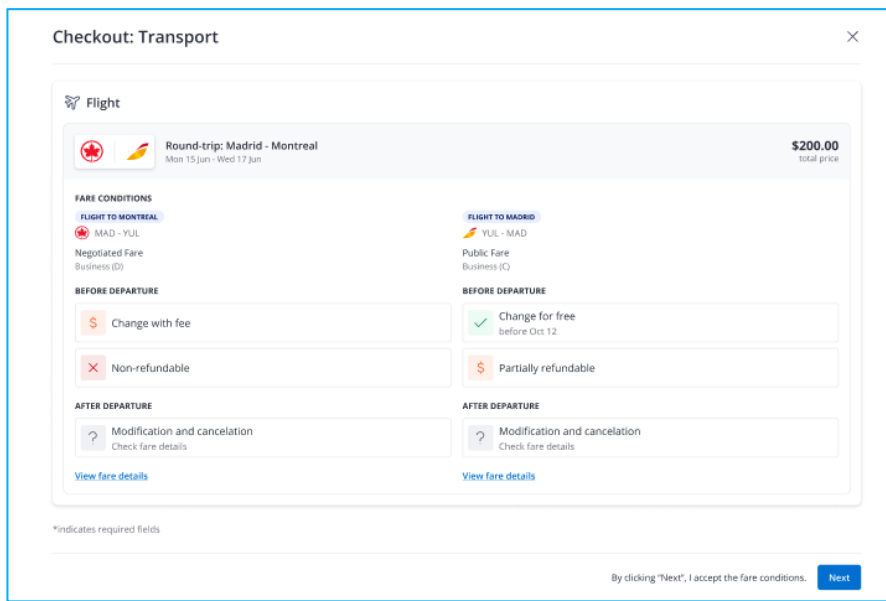 Checkout: Transport
Flight
Round-trip: Madrid - Montreal
Mon 15 Jun - Wed 17 Jun
$200.00
total price
FARE CONDITIONS
FLIGHT TO MONTREAL
MAD - YUL
Negotiated Fare
Business (D)
BEFORE DEPARTURE
$ Change with fee
Non-refundable
AFTER DEPARTURE
? Modification and cancelation
Check fare details
View fare details
FLIGHT TO MADRID
YUL - MAD
Public Fare
Business (C)
BEFORE DEPARTURE
Change for free
before Oct 12
$ Partially refundable
AFTER DEPARTURE
? Modification and cancelation
Check fare details
View fare details
*indicates required fields
By clicking "Next", I accept the fare conditions.
Next